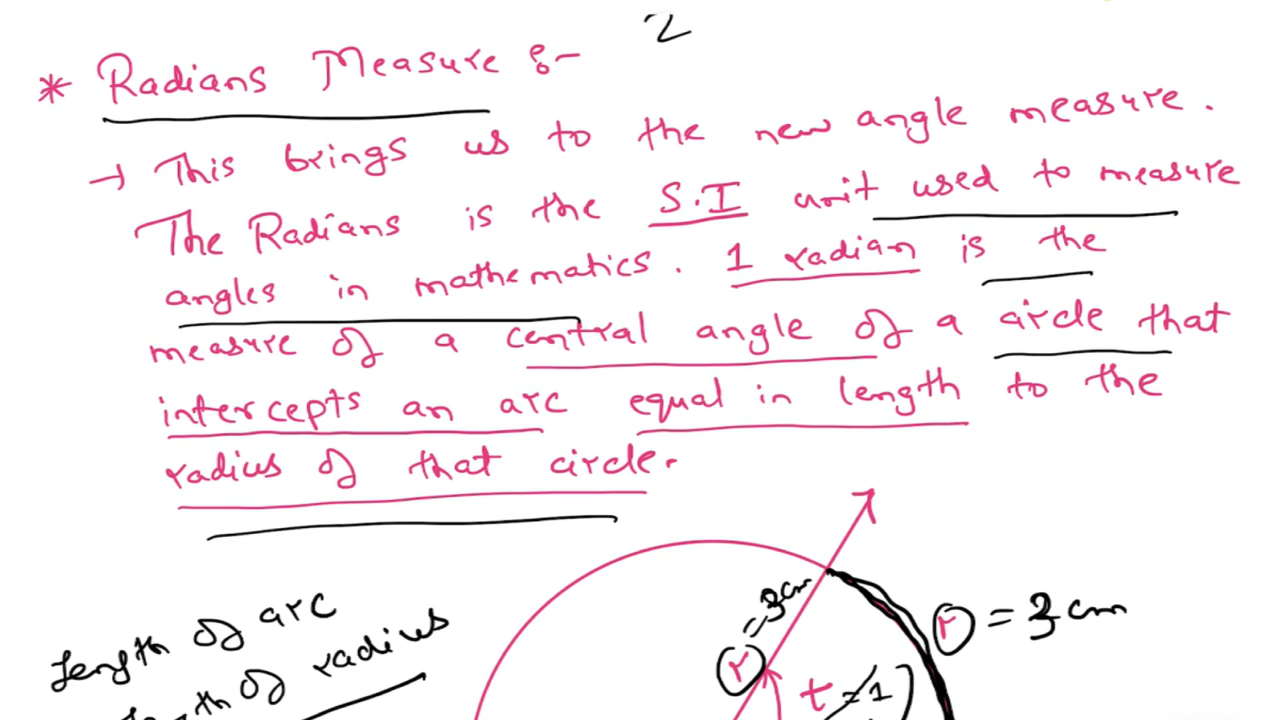 2
* Radians Measure :-
→ This brings us to the new angle measure.
The Radians is the S.I unit used to measure
angles in mathematics. 1 radian is the
measure of a central angle of a circle that
intercepts an arc equal in length to the
radius of that circle.
r = 3cm
r = 3 cm
length of arc
of radius
t = 1